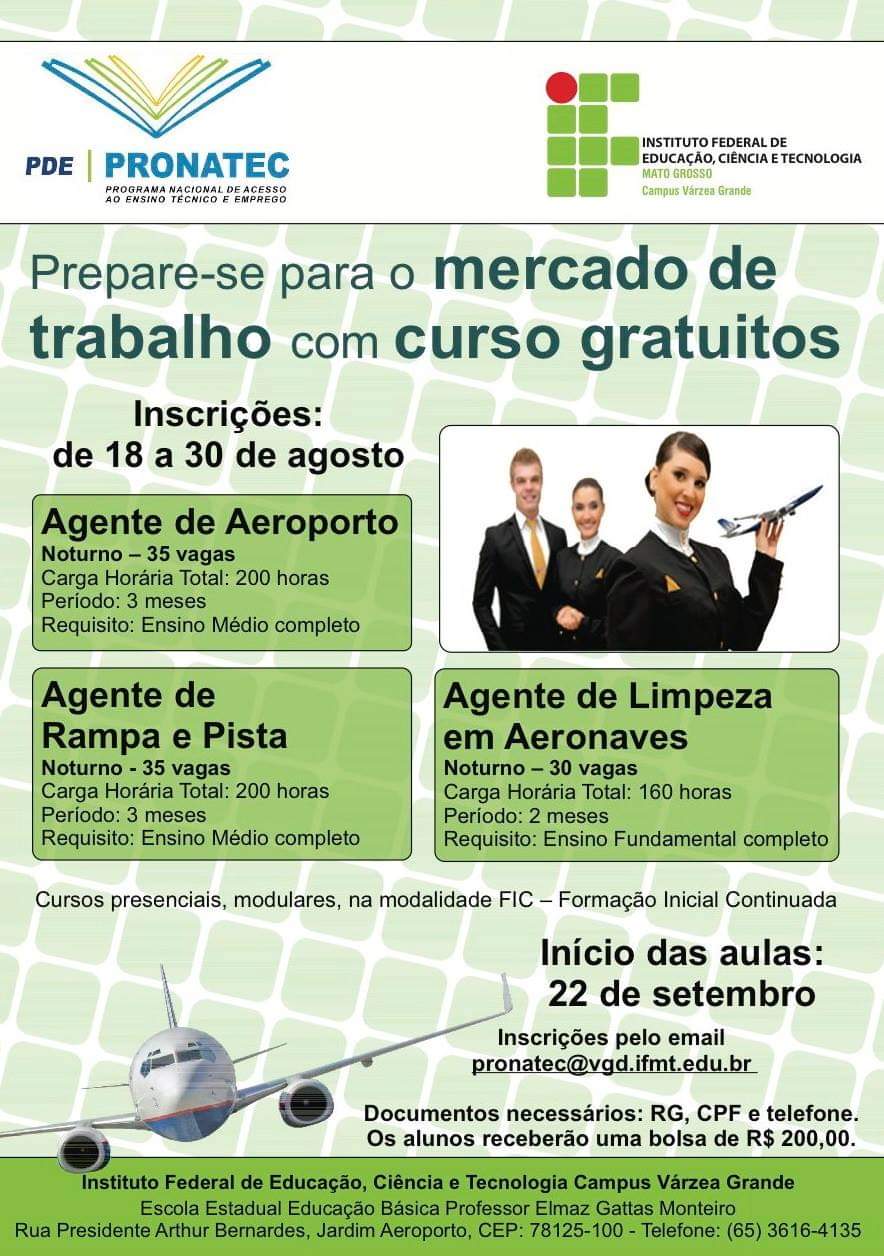 PDE | PRONATEC
PROGRAMA NACIONAL DE ACESSO
AO ENSINO TÉCNICO E EMPREGO
INSTITUTO FEDERAL DE
EDUCAÇÃO, CIÊNCIA E TECNOLOGIA
MATO GROSSO
Campus Várzea Grande
Prepare-se para o mercado de
trabalho com curso gratuitos
Inscrições:
de 18 a 30 de agosto
Agente de Aeroporto
Noturno – 35 vagas
Carga Horária Total: 200 horas
Período: 3 meses
Requisito: Ensino Médio completo
Agente de
Rampa e Pista
Noturno - 35 vagas
Carga Horária Total: 200 horas
Período: 3 meses
Requisito: Ensino Médio completo
Agente de Limpeza
em Aeronaves
Noturno – 30 vagas
Carga Horária Total: 160 horas
Período: 2 meses
Requisito: Ensino Fundamental completo
Cursos presenciais, modulares, na modalidade FIC – Formação Inicial Continuada
Início das aulas:
22 de setembro
Inscrições pelo email
pronatec@vgd.ifmt.edu.br
Documentos necessários: RG, CPF e telefone.
Os alunos receberão uma bolsa de R$ 200,00.
Instituto Federal de Educação, Ciência e Tecnologia Campus Várzea Grande
Escola Estadual Educação Básica Professor Elmaz Gattas Monteiro
Rua Presidente Arthur Bernardes, Jardim Aeroporto, CEP: 78125-100 - Telefone: (65) 3616-4135